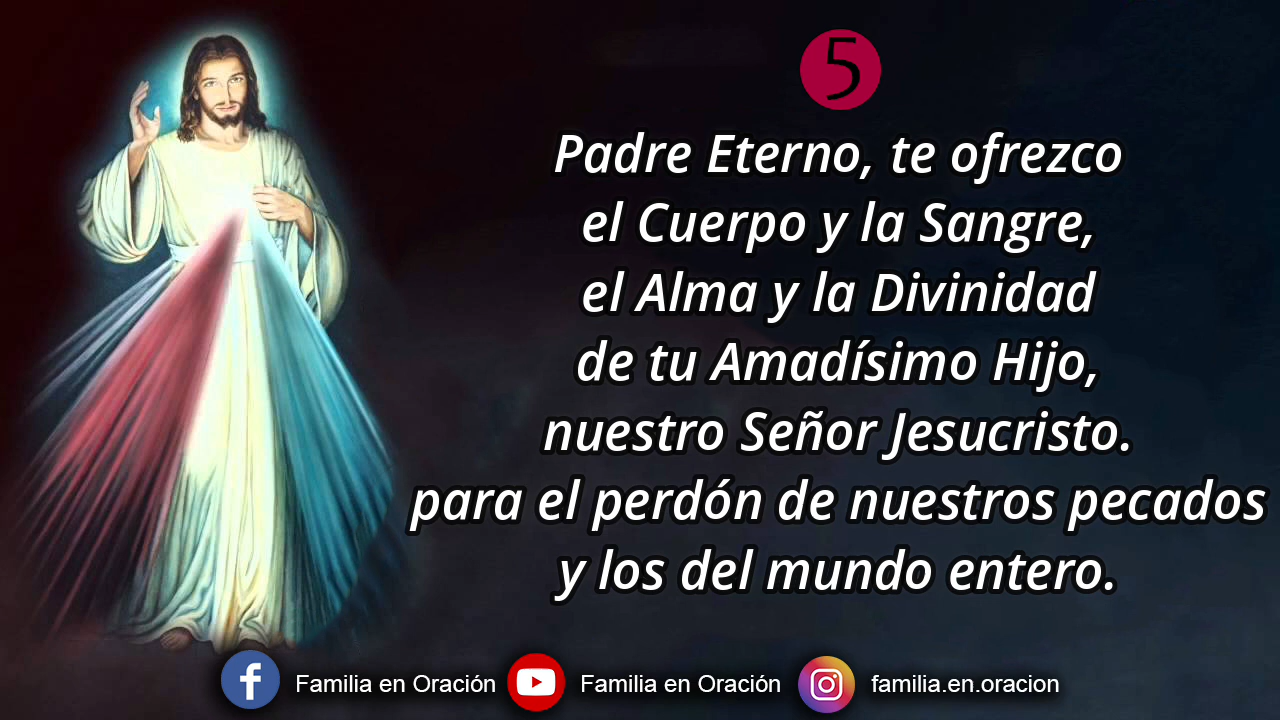 5
Padre Eterno, te ofrezco
el Cuerpo y la Sangre,
el Alma y la Divinidad
de tu Amadísimo Hijo,
nuestro Señor Jesucristo.
para el perdón de nuestros pecados
y los del mundo entero.
Familia en Oración Familia en Oración familia.en.oracion